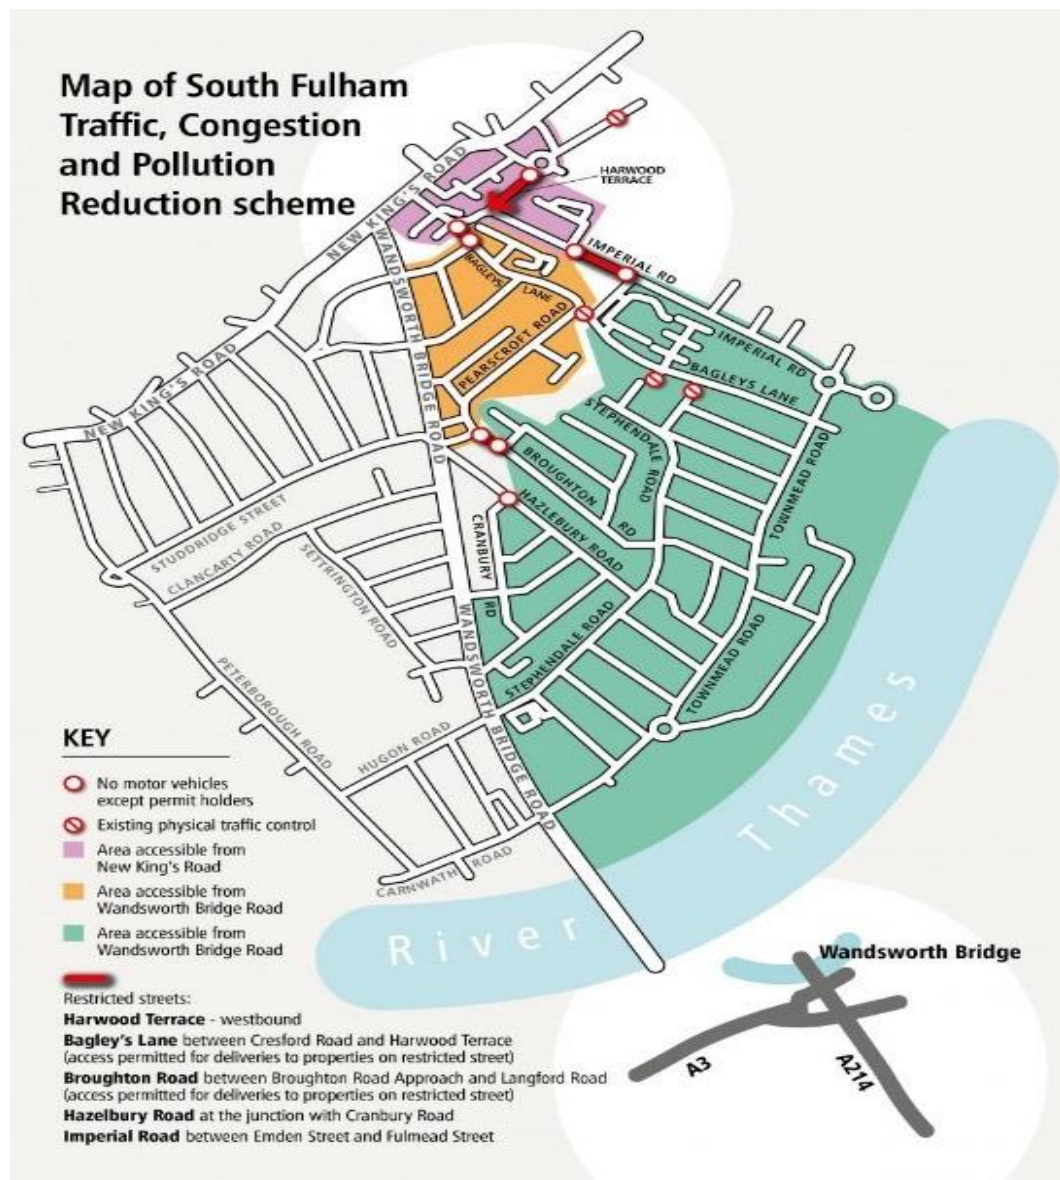 Map of South Fulham
Traffic, Congestion
and Pollution
Reduction scheme
HARWOOD
TERRACE
NEW KING'S ROAD
WANDSWORTH BRIDGE ROAD
IMPERIAL RD
BAGLEYS LANE
PEARSCROFT ROAD
IMPERIAL RD
BAGLEYS LANE
NEW KING'S ROAD
STEPHENDALE ROAD
BROUGHTON RD
TOWNMEAD ROAD
HAZLEBURY ROAD
CRANBURY RD
STUDDRIDGE STREET
CLANCARTY ROAD
SETTRINGTON ROAD
WANDSWORTH BRIDGE ROAD
STEPHENDALE ROAD
TOWNMEAD ROAD
PETERBOROUGH ROAD
HUGON ROAD
CARNWATH ROAD
River Thames
KEY
No motor vehicles
except permit holders
Existing physical traffic control
Area accessible from
New King's Road
Area accessible from
Wandsworth Bridge Road
Area accessible from
Wandsworth Bridge Road
Restricted streets:
Harwood Terrace - westbound
Bagley's Lane between Cresford Road and Harwood Terrace
(access permitted for deliveries to properties on restricted street)
Broughton Road between Broughton Road Approach and Langford Road
(access permitted for deliveries to properties on restricted street)
Hazelbury Road at the junction with Cranbury Road
Imperial Road between Emden Street and Fulmead Street
Wandsworth Bridge
A3
A214